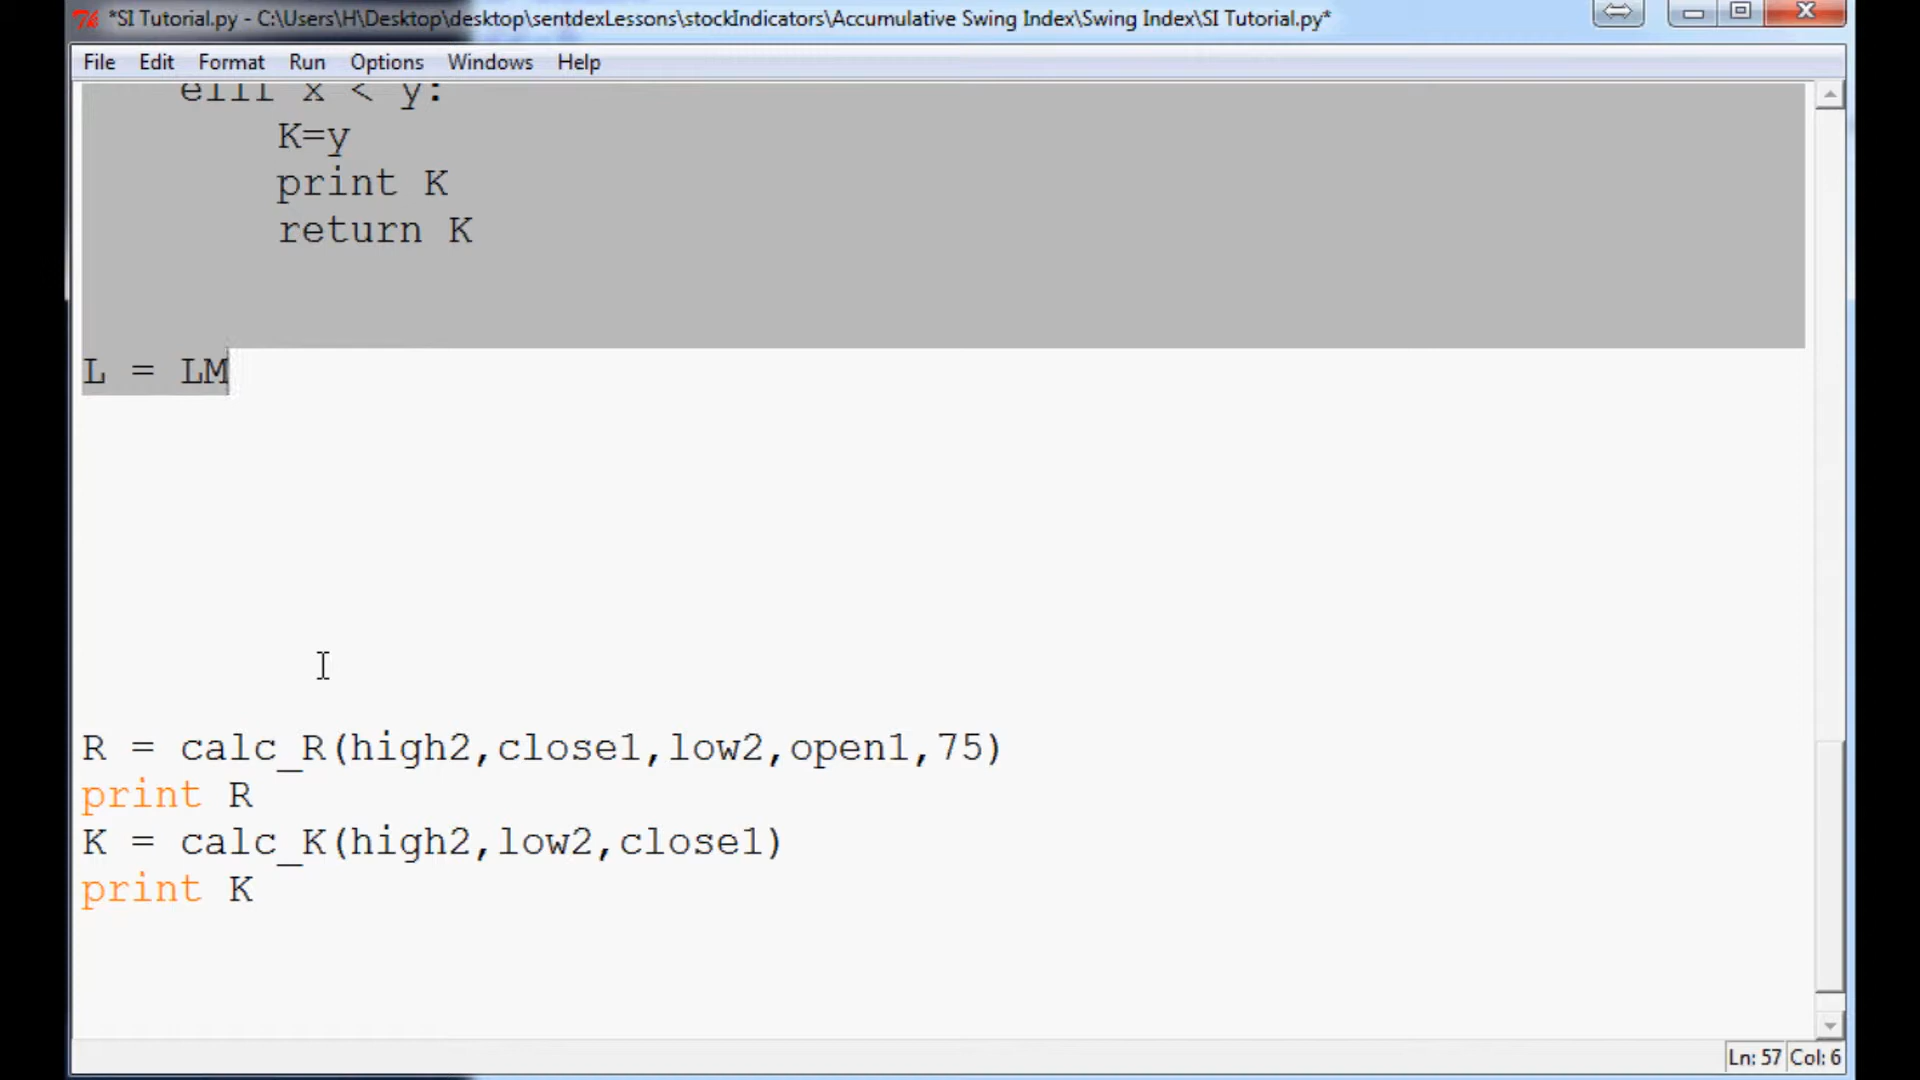 *SI Tutorial.py - C:\Users\H\Desktop\desktop\sentdexLessons\stockIndicators\Accumulative Swing Index\Swing Index\SI Tutorial.py*
File Edit Format Run Options Windows Help
elif x < y:
K=y
print K
return K
L = LM
R = calc_R(high2,close1,low2,open1,75)
print R
K = calc_K(high2,low2,close1)
print K
Ln: 57 Col: 6